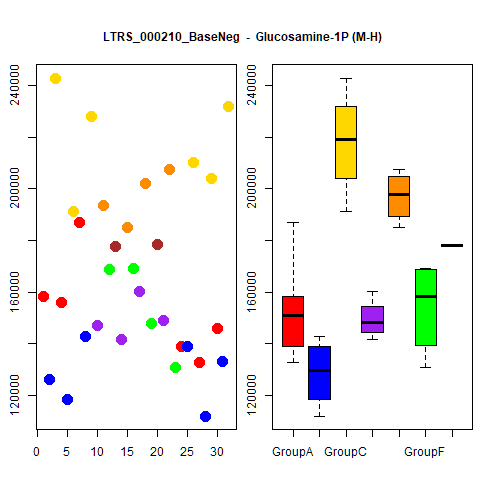 LTRS_000210_BaseNeg - Glucosamine-1P (M-H)
240000
200000
160000
120000
0 5 10 15 20 25 30
240000
200000
160000
120000
GroupA GroupC GroupF